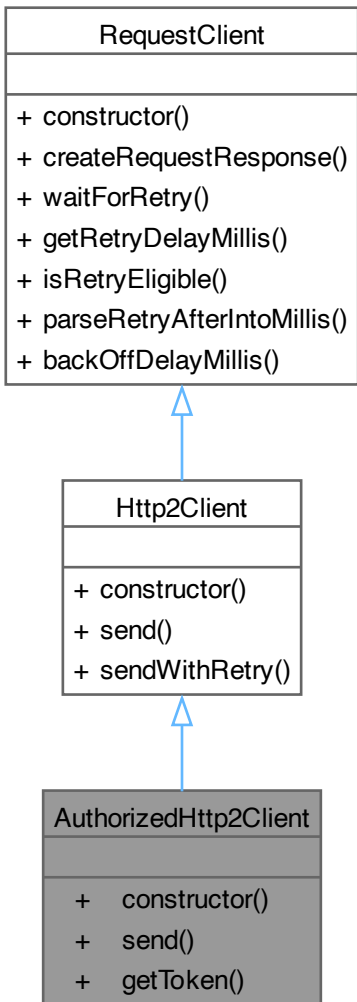 RequestClient
+ constructor()
+ createRequestResponse()
+ waitForRetry()
+ getRetryDelayMillis()
+ isRetryEligible()
+ parseRetryAfterIntoMillis()
+ backOffDelayMillis()
Http2Client
+ constructor()
+ send()
+ sendWithRetry()
AuthorizedHttp2Client
+ constructor()
+ send()
+ getToken()